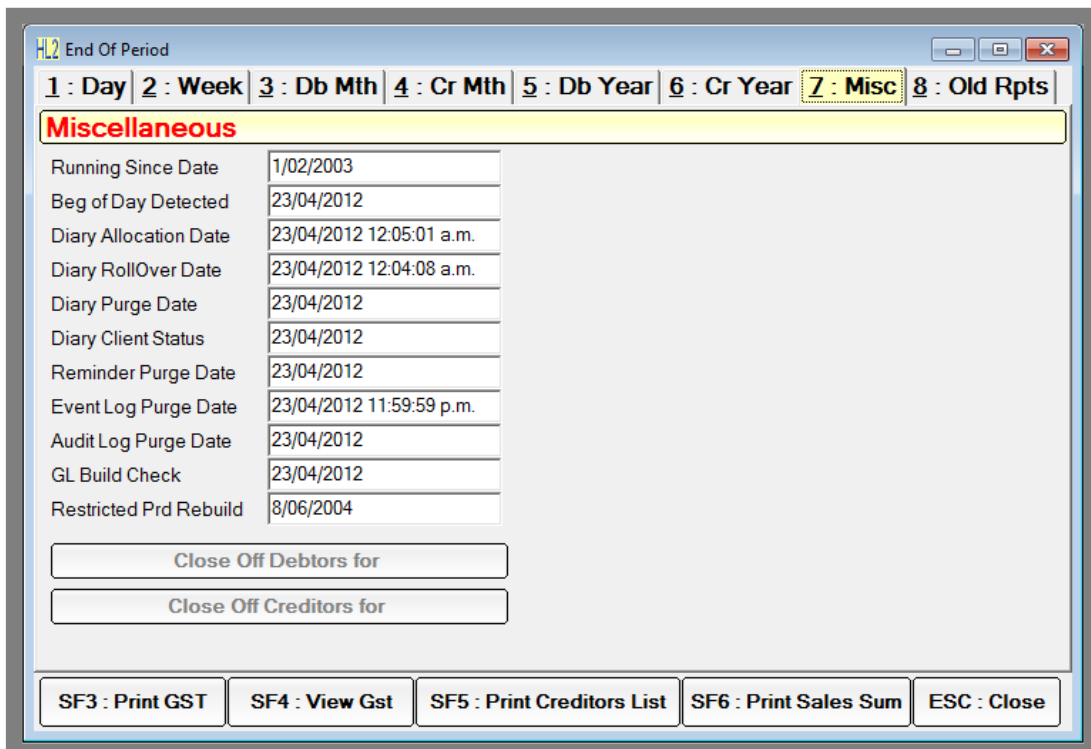 HL2 End Of Period
1 : Day 2 : Week 3 : Db Mth 4 : Cr Mth 5 : Db Year 6 : Cr Year 7 : Misc 8 : Old Rpts
Miscellaneous
Running Since Date 1/02/2003
Beg of Day Detected 23/04/2012
Diary Allocation Date 23/04/2012 12:05:01 a.m.
Diary RollOver Date 23/04/2012 12:04:08 a.m.
Diary Purge Date 23/04/2012
Diary Client Status 23/04/2012
Reminder Purge Date 23/04/2012
Event Log Purge Date 23/04/2012 11:59:59 p.m.
Audit Log Purge Date 23/04/2012
GL Build Check 23/04/2012
Restricted Prd Rebuild 8/06/2004
Close Off Debtors for
Close Off Creditors for
SF3 : Print GST SF4 : View Gst SF5 : Print Creditors List SF6 : Print Sales Sum ESC : Close